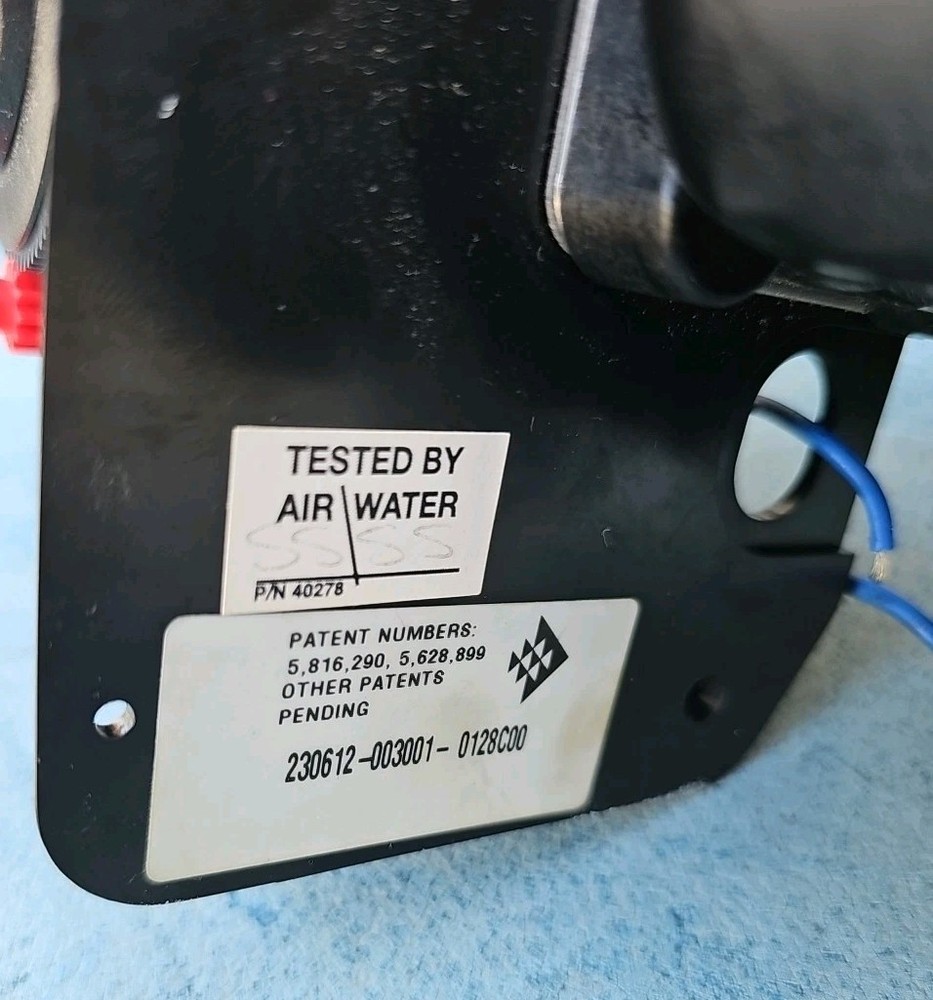 TESTED BY
AIR WATER
SS SS
P/N 40278
PATENT NUMBERS:
5,816,290, 5,628,899
OTHER PATENTS
PENDING
230612-003001- 0128C00